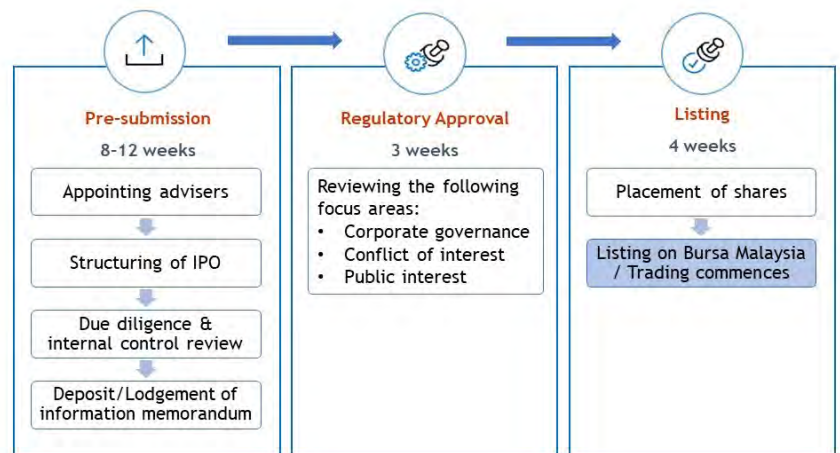 Pre-submission
8-12 weeks
Appointing advisers
Structuring of IPO
Due diligence &
internal control review
Deposit/Lodgement of
information memorandum
Regulatory Approval
3 weeks
Reviewing the following
focus areas:
• Corporate governance
• Conflict of interest
• Public interest
Listing
4 weeks
Placement of shares
Listing on Bursa Malaysia
/ Trading commences